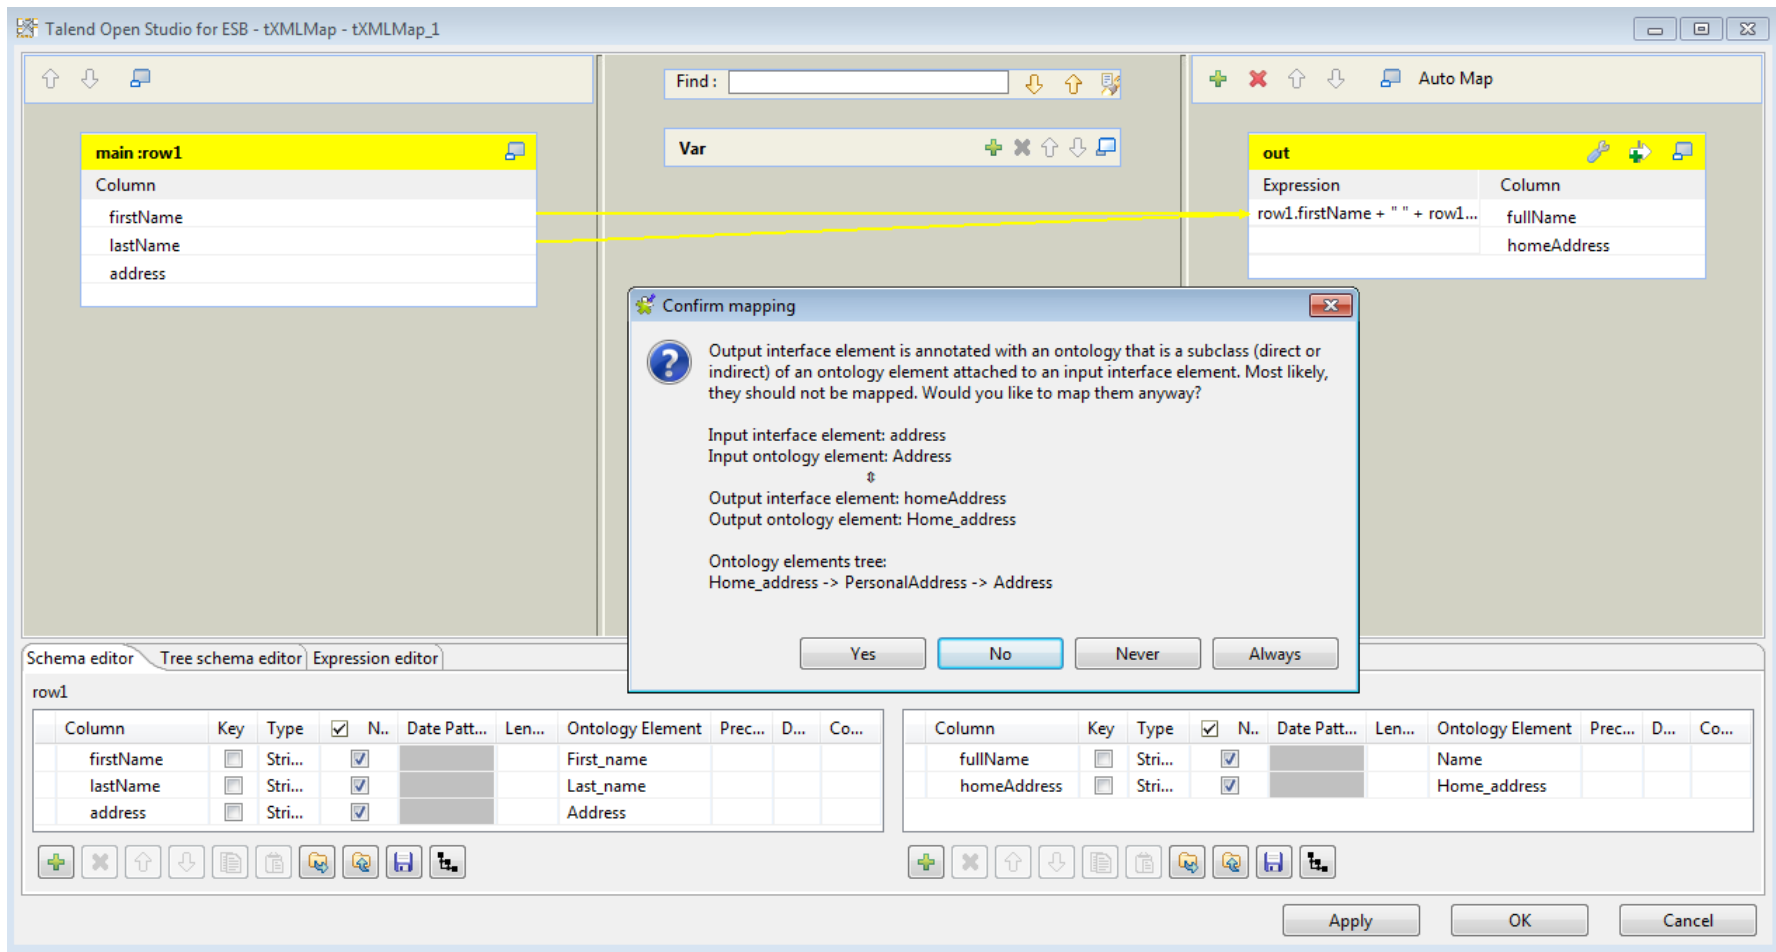 Talend Open Studio for ESB - tXMLMap - tXMLMap_1
Find :
Auto Map
main :row1
Column
firstName
lastName
address
Var
out
Expression Column
row1.firstName + " " + row1... fullName
homeAddress
Confirm mapping
Output interface element is annotated with an ontology that is a subclass (direct or
indirect) of an ontology element attached to an input interface element. Most likely,
they should not be mapped. Would you like to map them anyway?
Input interface element: address
Input ontology element: Address
⇕
Output interface element: homeAddress
Output ontology element: Home_address
Ontology elements tree:
Home_address -> PersonalAddress -> Address
Yes No Never Always
Schema editor Tree schema editor Expression editor
row1
Column Key Type N.. Date Patt... Len... Ontology Element Prec... D... Co...
firstName Stri... First_name
lastName Stri... Last_name
address Stri... Address
Column Key Type N.. Date Patt... Len... Ontology Element Prec... D... Co...
fullName Stri... Name
homeAddress Stri... Home_address
Apply OK Cancel